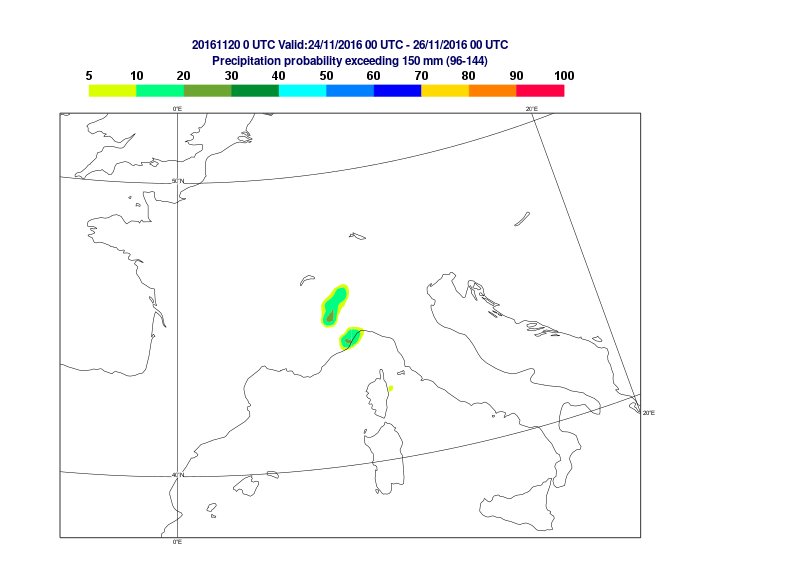 20161120 0 UTC Valid:24/11/2016 00 UTC - 26/11/2016 00 UTC
Precipitation probability exceeding 150 mm (96-144)
5 10 20 30 40 50 60 70 80 90 100
0°E 20°E
50°N
20°E
40°N
0°E